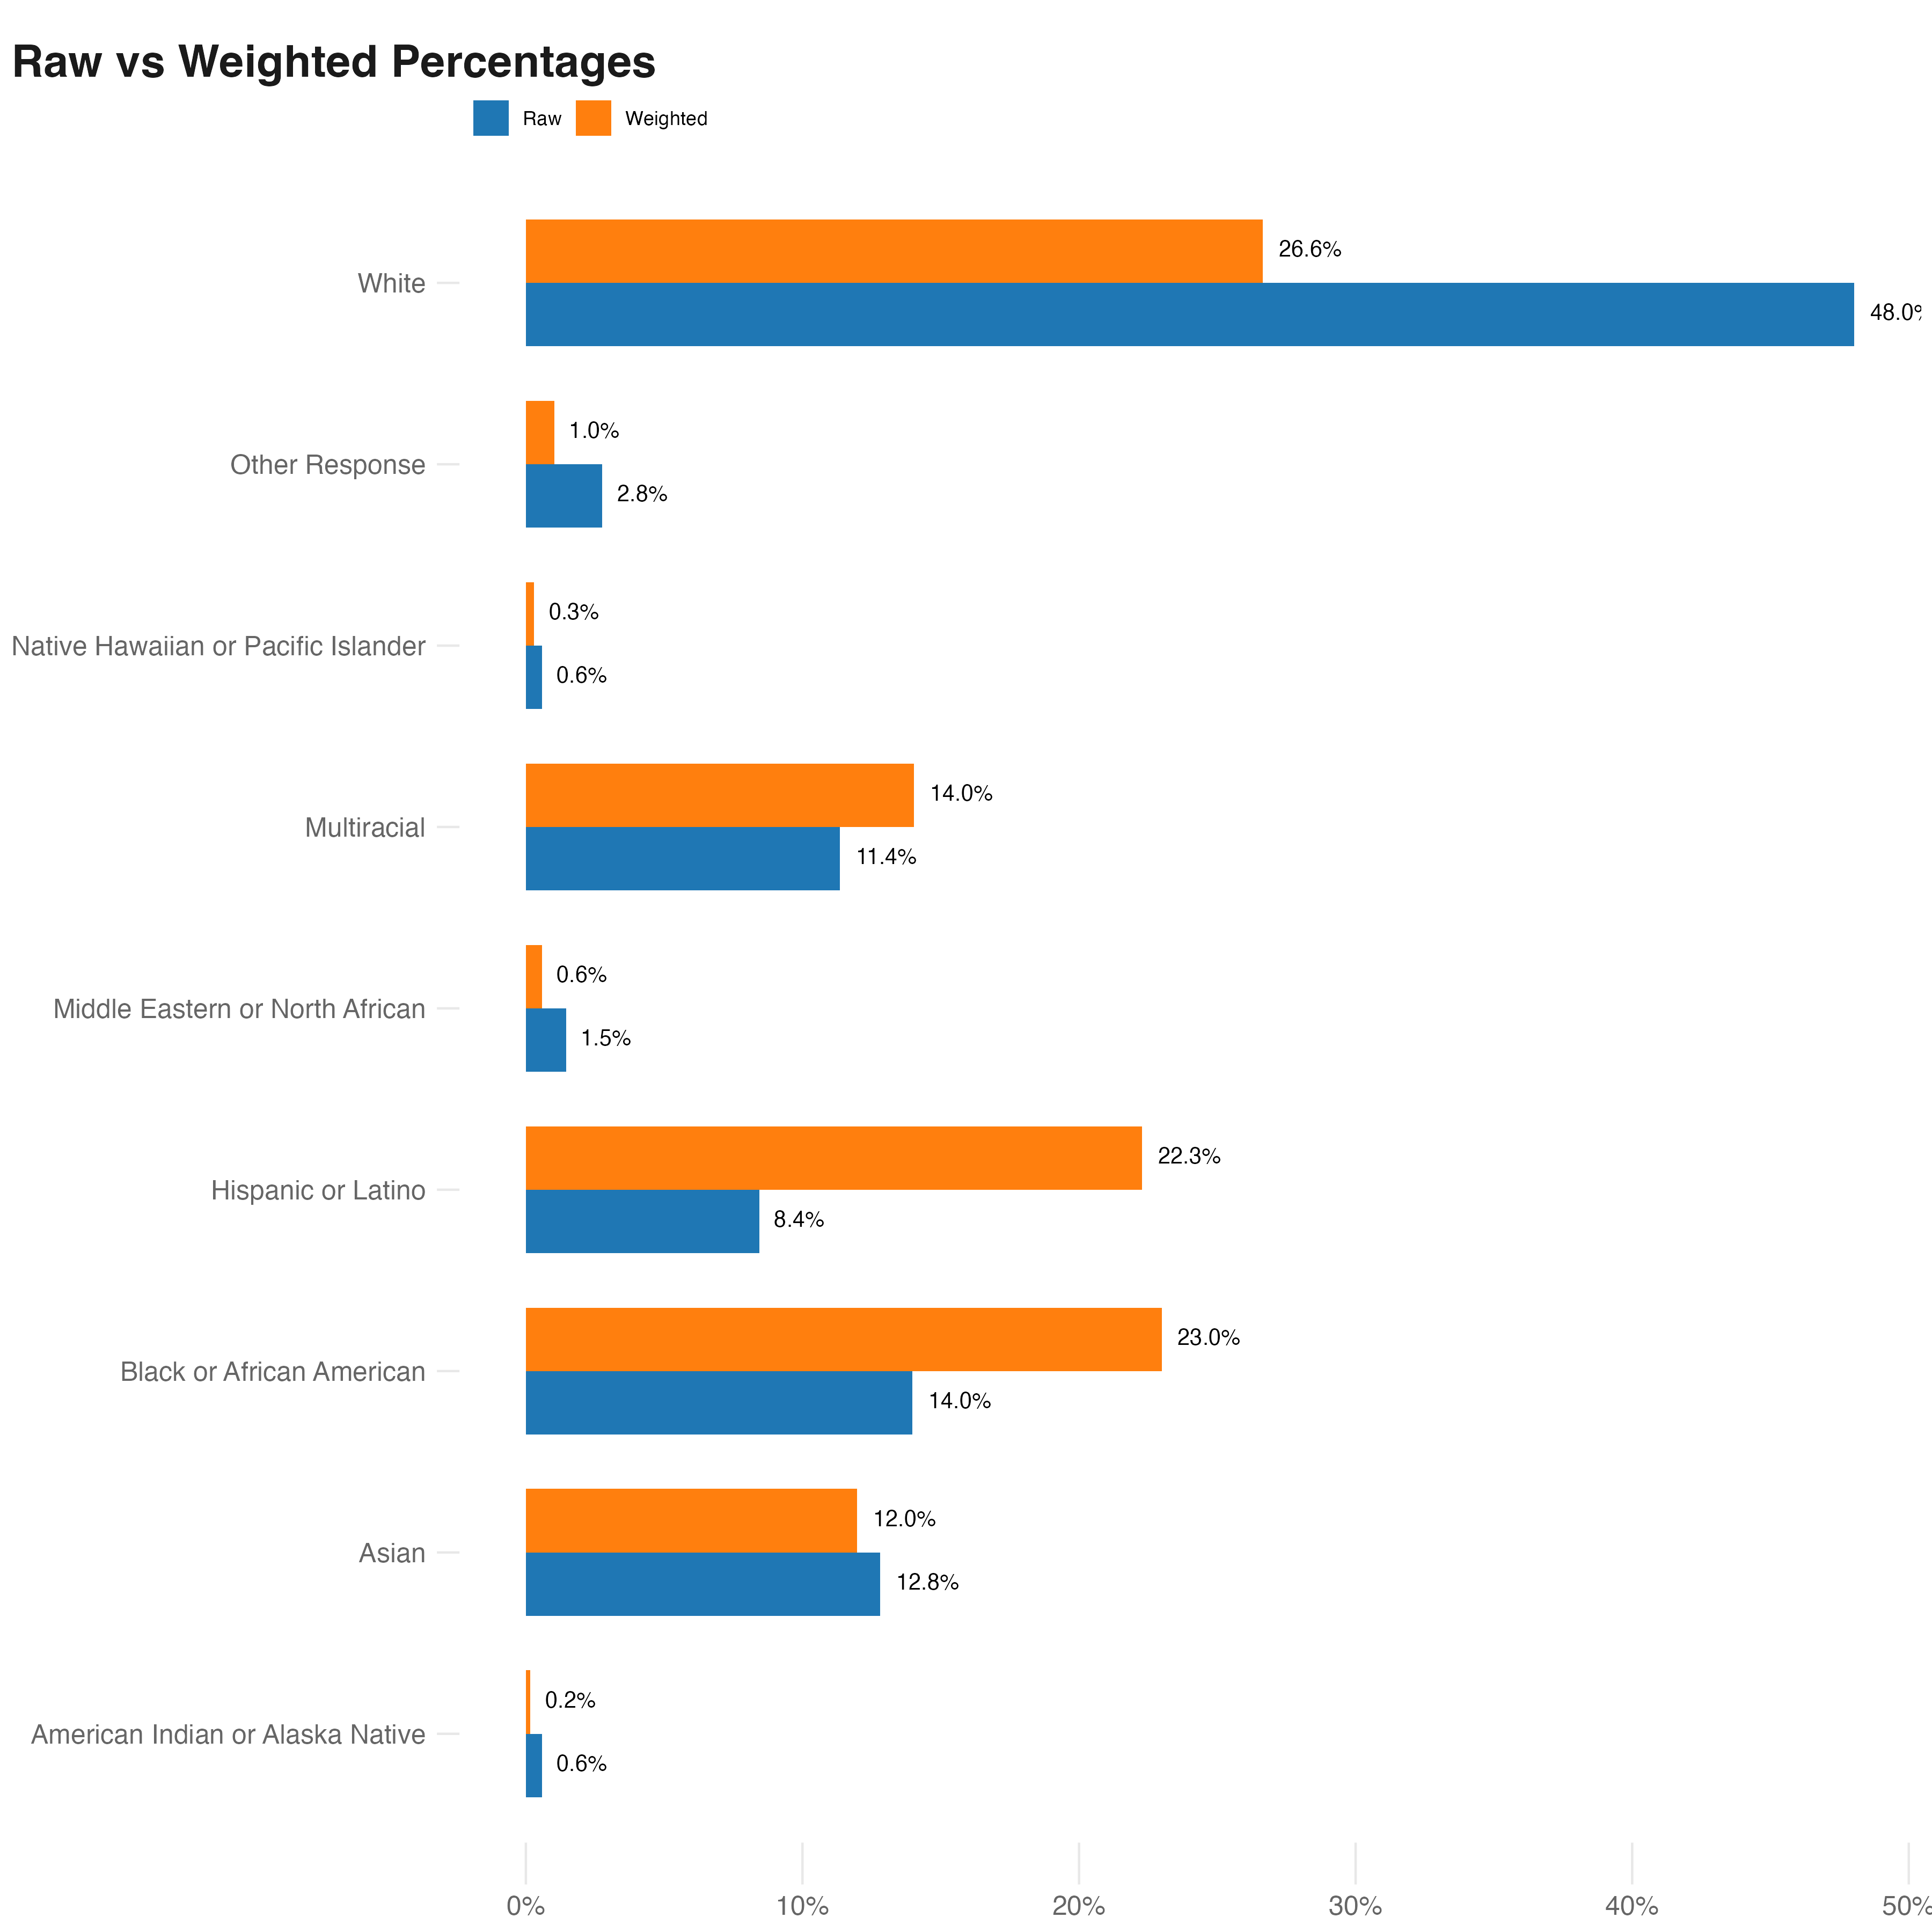 Raw vs Weighted Percentages
Raw Weighted
White
26.6%
48.0%
Other Response
1.0%
2.8%
Native Hawaiian or Pacific Islander
0.3%
0.6%
Multiracial
14.0%
11.4%
Middle Eastern or North African
0.6%
1.5%
Hispanic or Latino
22.3%
8.4%
Black or African American
23.0%
14.0%
Asian
12.0%
12.8%
American Indian or Alaska Native
0.2%
0.6%
0% 10% 20% 30% 40% 50%